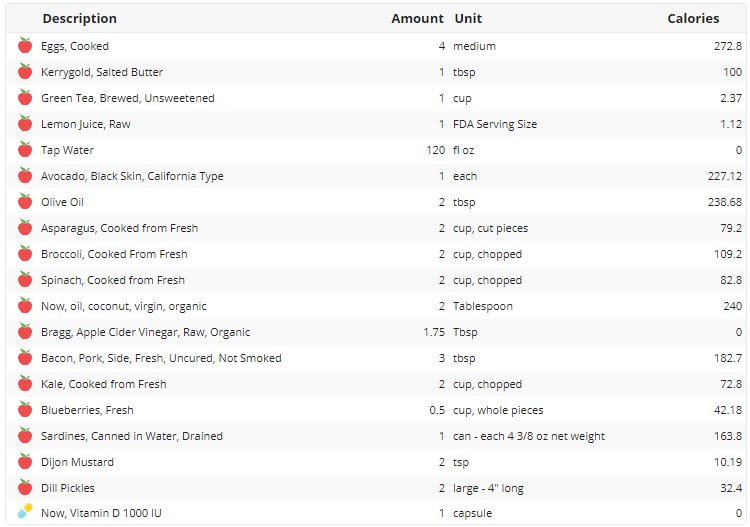 Description Amount Unit Calories
Eggs, Cooked 4 medium 272.8
Kerrygold, Salted Butter 1 tbsp 100
Green Tea, Brewed, Unsweetened 1 cup 2.37
Lemon Juice, Raw 1 FDA Serving Size 1.12
Tap Water 120 fl oz 0
Avocado, Black Skin, California Type 1 each 227.12
Olive Oil 2 tbsp 238.68
Asparagus, Cooked from Fresh 2 cup, cut pieces 79.2
Broccoli, Cooked From Fresh 2 cup, chopped 109.2
Spinach, Cooked from Fresh 2 cup, chopped 82.8
Now, oil, coconut, virgin, organic 2 Tablespoon 240
Bragg, Apple Cider Vinegar, Raw, Organic 1.75 Tbsp 0
Bacon, Pork, Side, Fresh, Uncured, Not Smoked 3 tbsp 182.7
Kale, Cooked from Fresh 2 cup, chopped 72.8
Blueberries, Fresh 0.5 cup, whole pieces 42.18
Sardines, Canned in Water, Drained 1 can - each 4 3/8 oz net weight 163.8
Dijon Mustard 2 tsp 10.19
Dill Pickles 2 large - 4" long 32.4
Now, Vitamin D 1000 IU 1 capsule 0